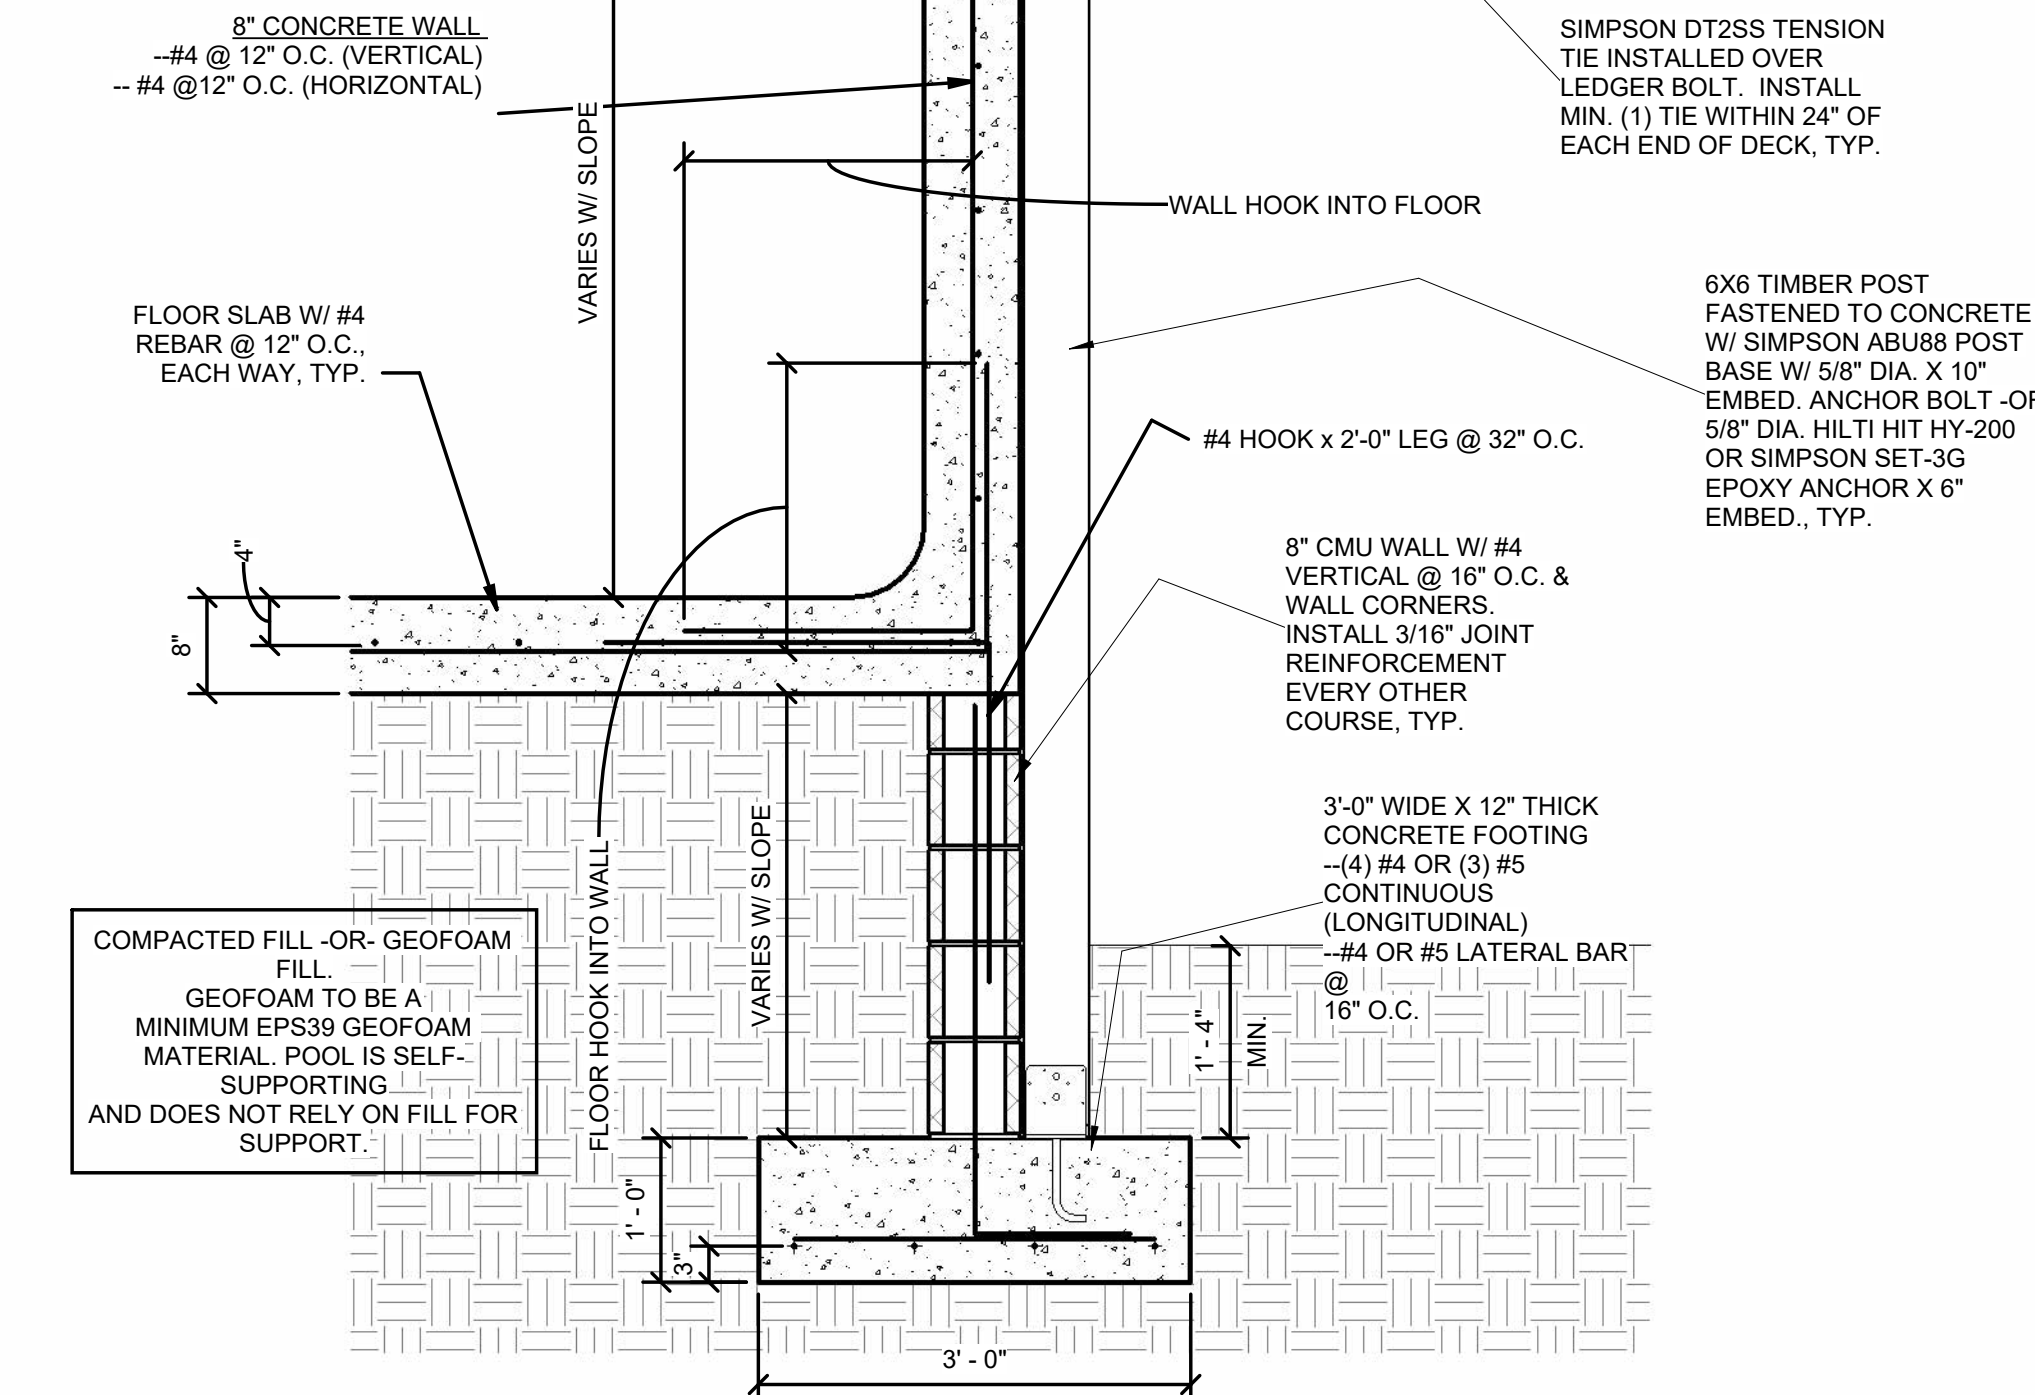 8" CONCRETE WALL
--#4 @ 12" O.C. (VERTICAL)
-- #4 @12" O.C. (HORIZONTAL)
SIMPSON DT2SS TENSION
TIE INSTALLED OVER
LEDGER BOLT. INSTALL
MIN. (1) TIE WITHIN 24" OF
EACH END OF DECK, TYP.
VARIES W/ SLOPE
WALL HOOK INTO FLOOR
FLOOR SLAB W/ #4
REBAR @ 12" O.C.,
EACH WAY, TYP.
6X6 TIMBER POST
FASTENED TO CONCRETE
W/ SIMPSON ABU88 POST
BASE W/ 5/8" DIA. X 10"
EMBED. ANCHOR BOLT -OR
5/8" DIA. HILTI HIT HY-200
OR SIMPSON SET-3G
EPOXY ANCHOR X 6"
EMBED., TYP.
#4 HOOK x 2'-0" LEG @ 32" O.C.
4"
8"
8" CMU WALL W/ #4
VERTICAL @ 16" O.C. &
WALL CORNERS.
INSTALL 3/16" JOINT
REINFORCEMENT
EVERY OTHER
COURSE, TYP.
3'-0" WIDE X 12" THICK
CONCRETE FOOTING
--(4) #4 OR (3) #5
CONTINUOUS
(LONGITUDINAL)
--#4 OR #5 LATERAL BAR
@
16" O.C.
FLOOR HOOK INTO WALL
VARIES W/ SLOPE
COMPACTED FILL -OR- GEOFOAM
FILL.
GEOFOAM TO BE A
MINIMUM EPS39 GEOFOAM
MATERIAL. POOL IS SELF-
SUPPORTING
AND DOES NOT RELY ON FILL FOR
SUPPORT.
1' - 4"
MIN.
1' - 0"
3"
3' - 0"